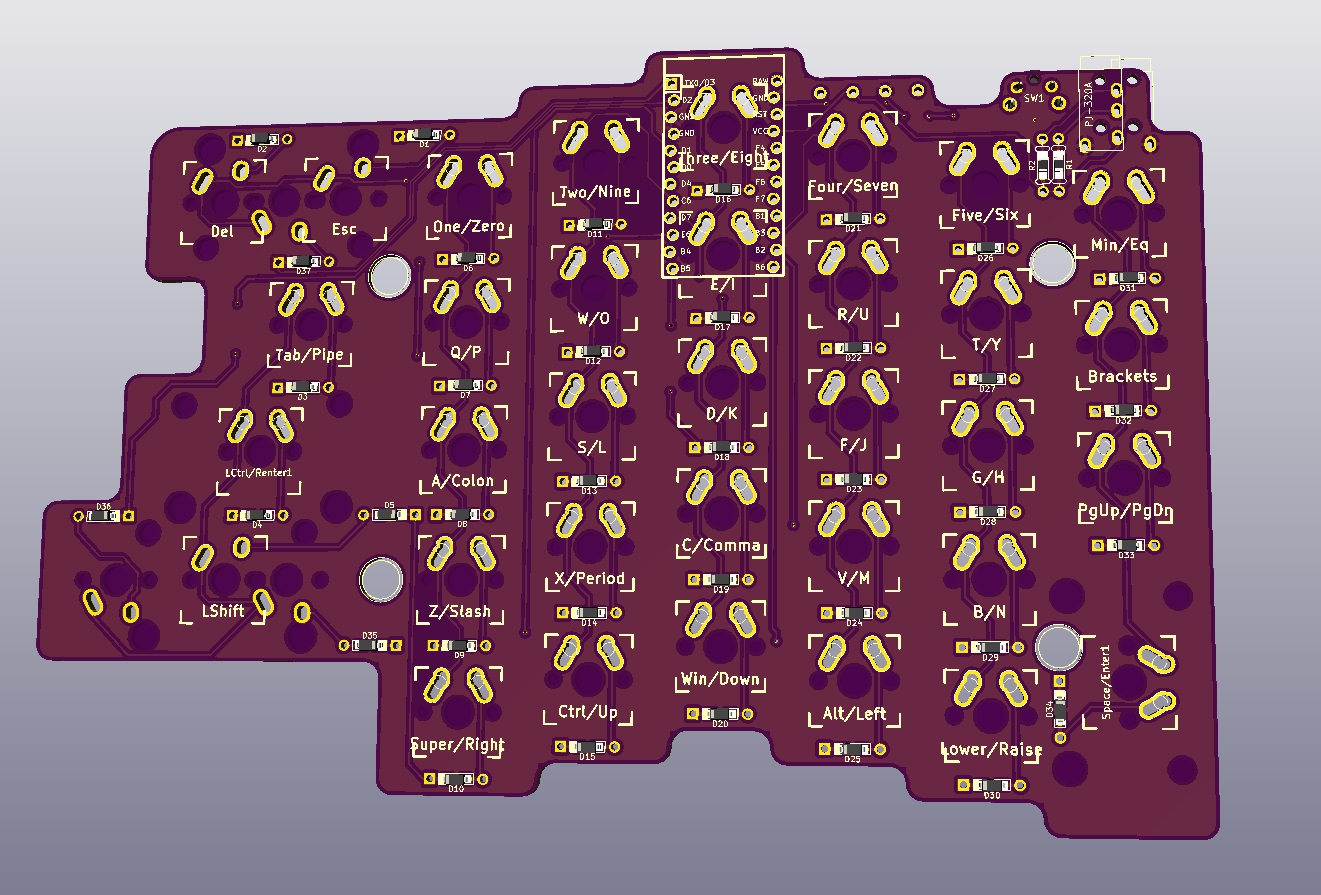 D2
D1
TX0/D3
RAW
D2
GND
GND
RST
GND
VCC
SW1
PJ-320A
D1
F4
Three/Eight
R2
R1
D4
F6
C6
F7
D7
B1
B3
B4
B2
B5
B6
Two/Nine
D16
Four/Seven
Five/Six
Del
Esc
One/Zero
D11
D21
Min/Eq
D37
D6
D26
D31
E/I
W/O
D17
R/U
T/Y
Tab/Pipe
Q/P
D12
D22
Brackets
D3
D7
D27
D32
D/K
S/L
D18
F/J
G/H
LCtrl/Renter1
A/Colon
D13
D23
PgUp/PgDn
D36
D4
D5
D8
D28
D33
C/Comma
X/Period
D19
V/M
B/N
LShift
Z/Slash
D14
D24
D35
D9
D29
Space/Enter1
Win/Down
D34
Ctrl/Up
D20
Alt/Left
Super/Right
D15
D25
Lower/Raise
D10
D30